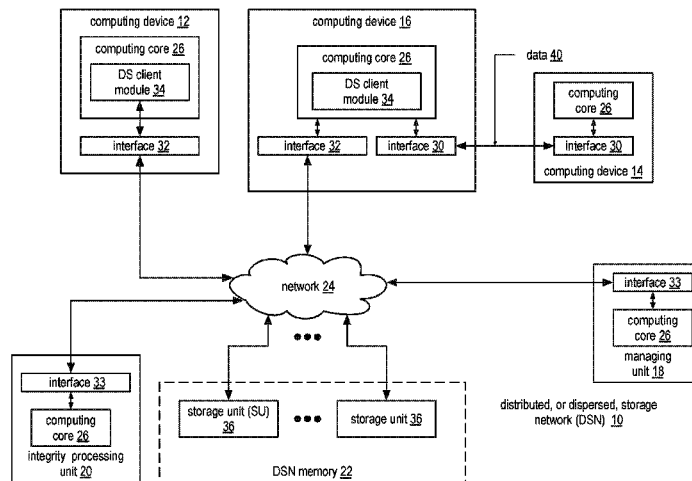 computing device 12
computing core 26
DS client
module 34
interface 32
computing device 16
computing core 26
DS client
module 34
interface 32
interface 30
data 40
computing
core 26
interface 30
computing device 14
network 24
interface 33
computing
core 26
managing
unit 18
interface 33
computing
core 26
integrity processing
unit 20
storage unit (SU)
36
storage unit 36
DSN memory 22
distributed, or dispersed, storage
network (DSN) 10